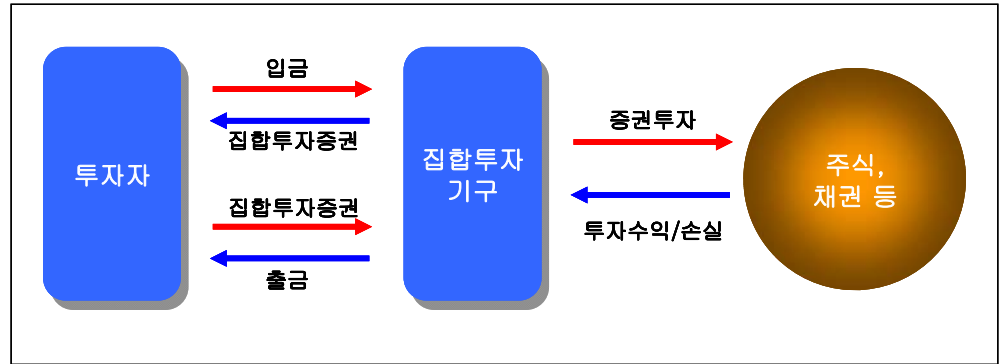 투자자
입금
집합투자증권
집합투자증권
출금
집합투자
기구
증권투자
투자수익/손실
주식,
채권 등